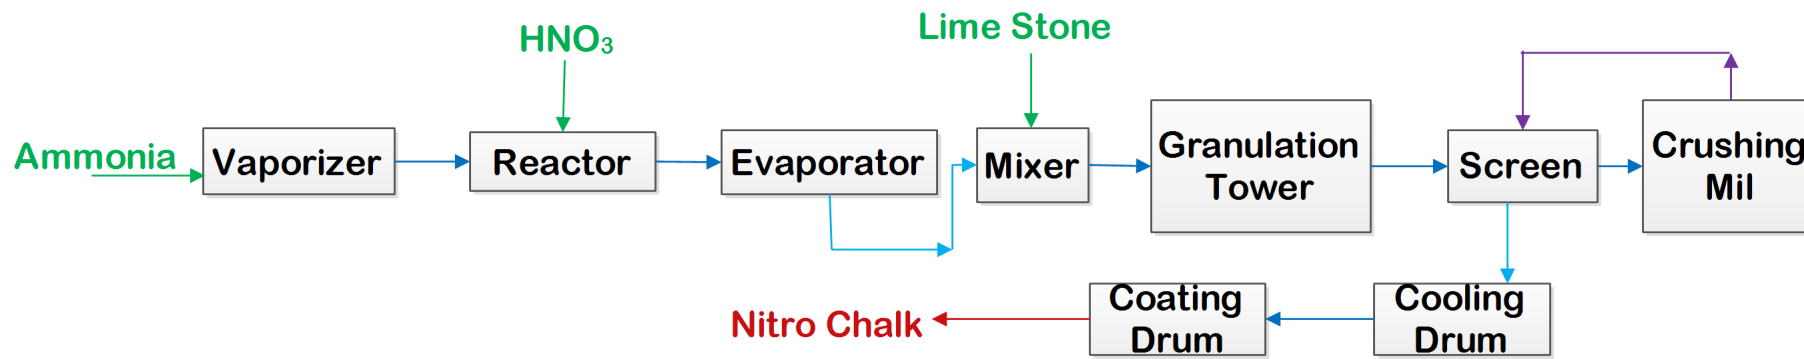 HNO₃
Lime Stone
Ammonia
Vaporizer
Reactor
Evaporator
Mixer
Granulation
Tower
Screen
Crushing
Mil
Nitro Chalk
Coating
Drum
Cooling
Drum